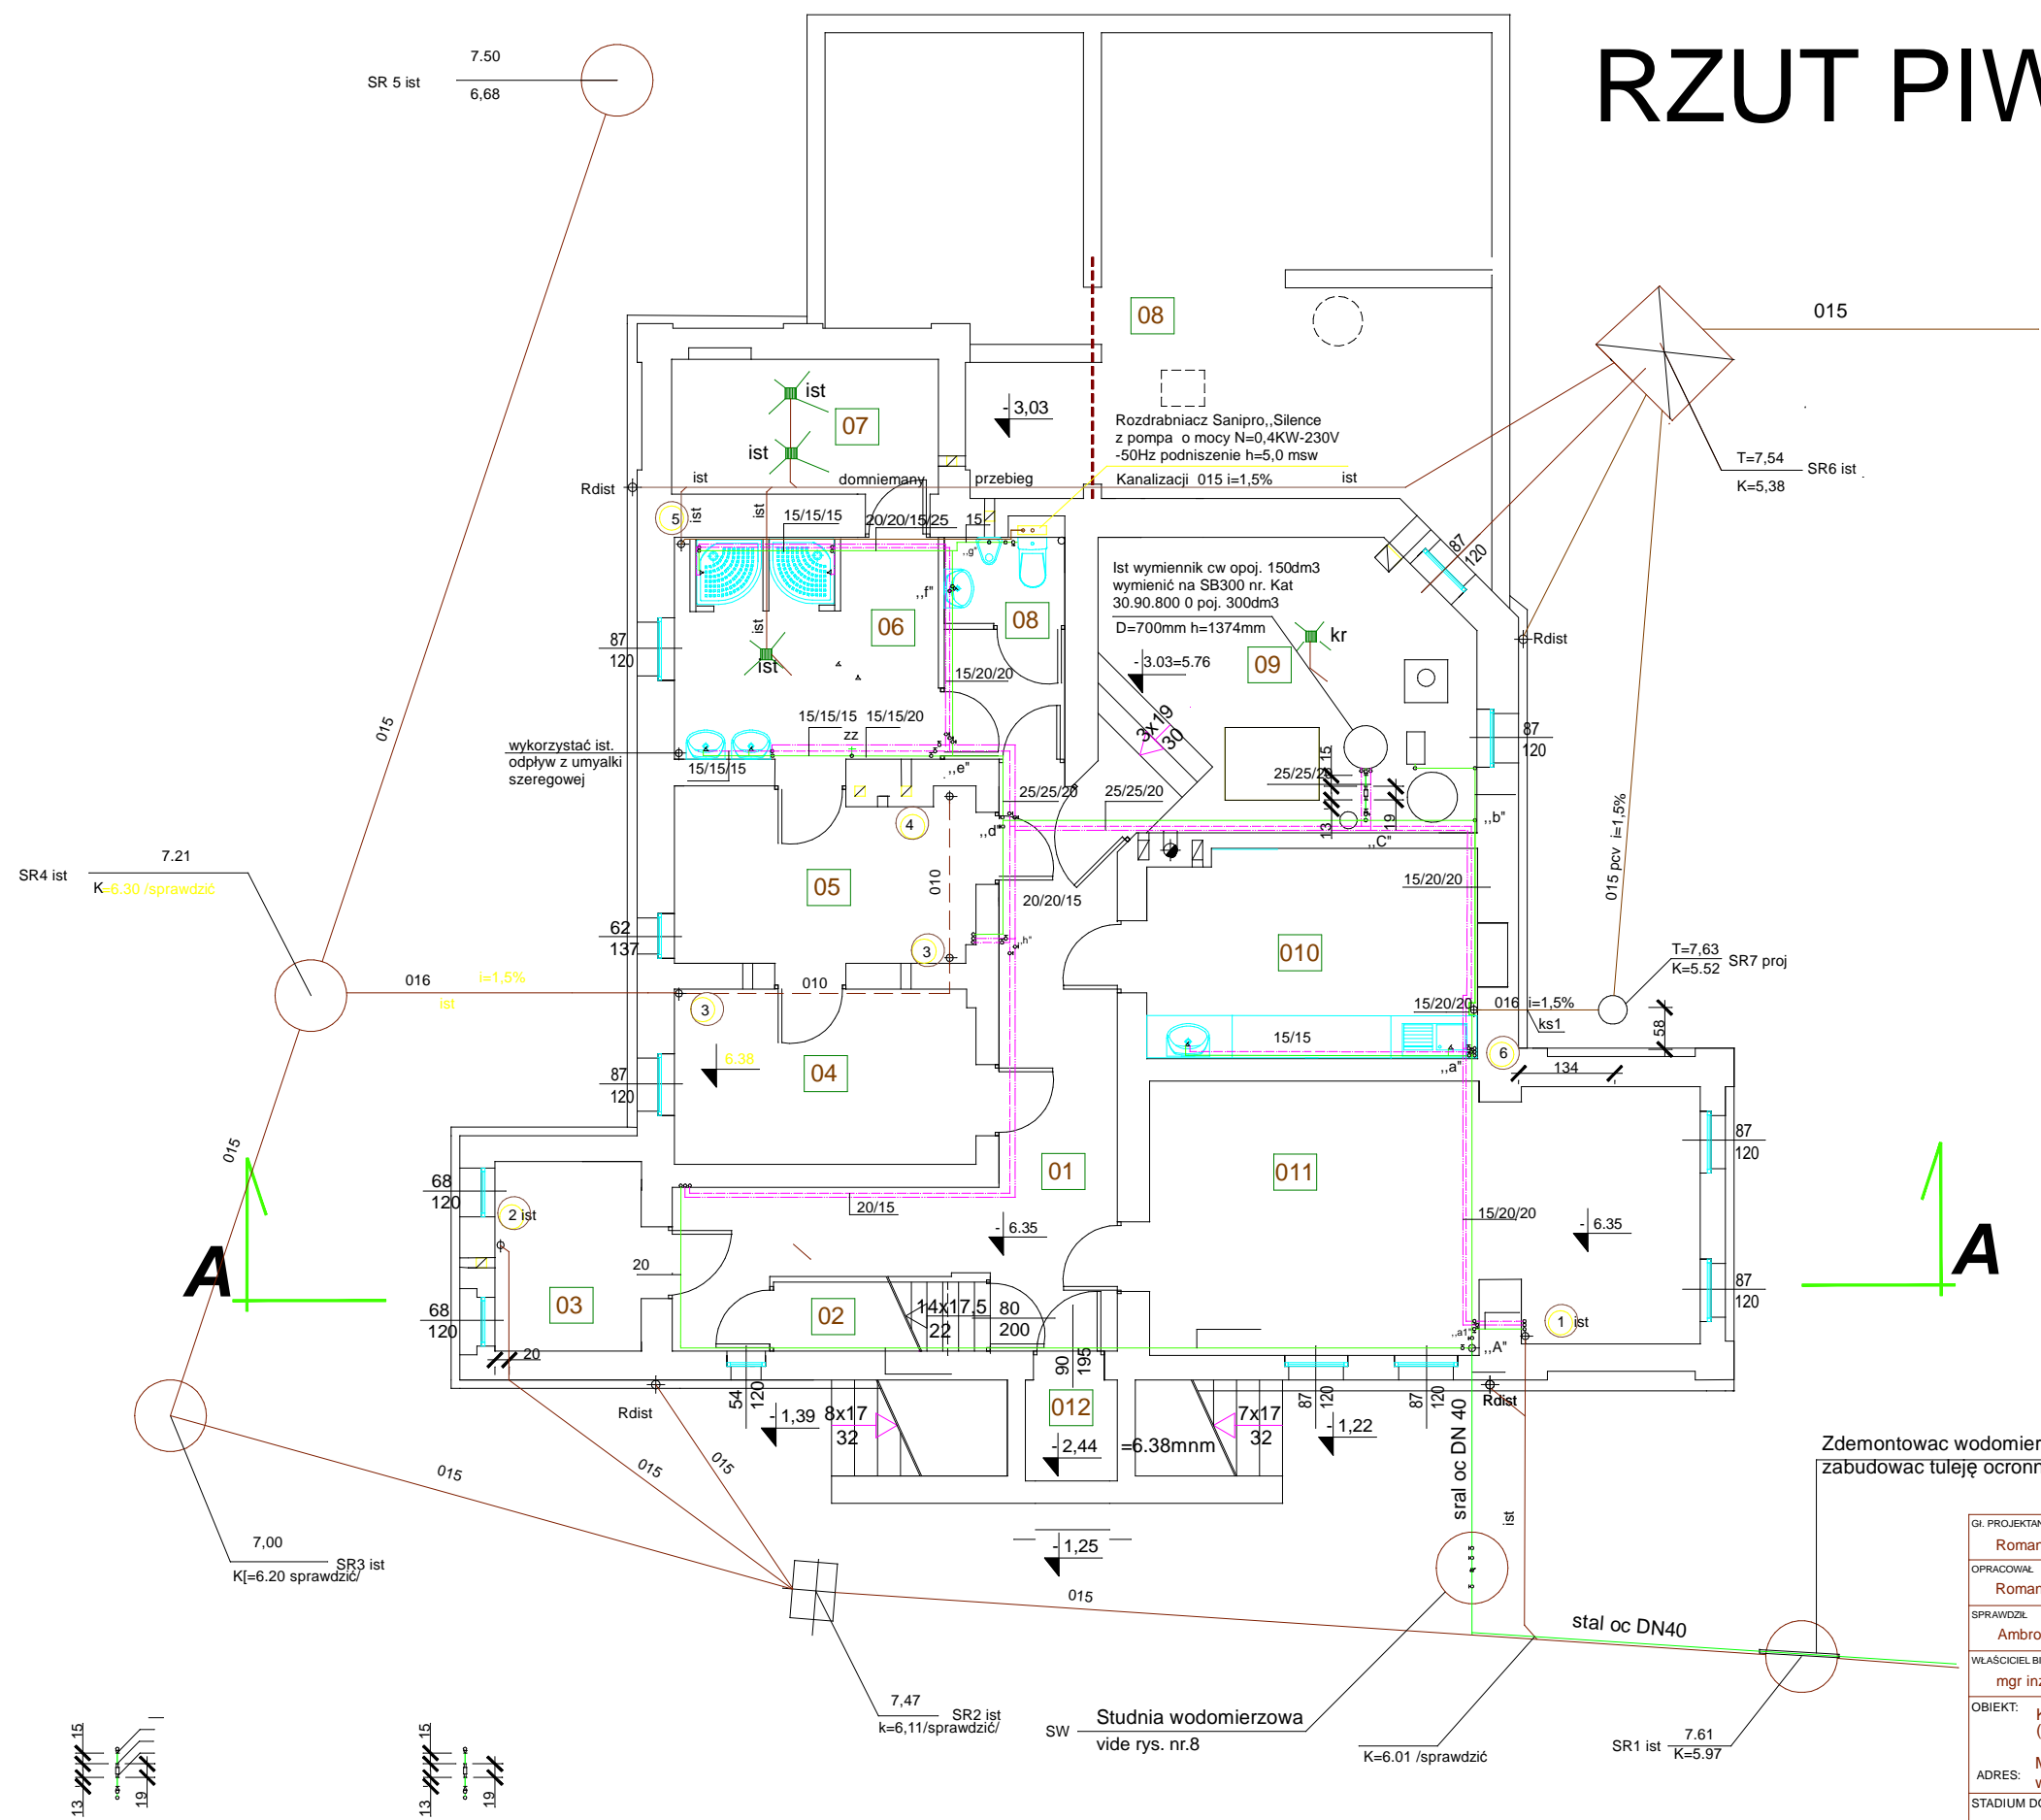 RZUT PIW
7.50
SR 5 ist
6,68
015
08
ist
07
ist
- 3,03
Rozdrabniacz Sanipro,,Silence
z pompa o mocy N=0,4KW-230V
-50Hz podniszenie h=5,0 msw
Kanalizacji 015 i=1,5%
ist
T=7,54
SR6 ist
K=5,38
Rdist
ist
domniemany
przebieg
5
ist
ist
15/15/15
20/20/15/25
15
,,g"
87
120
Ist wymiennik cw opoj. 150dm3
wymienić na SB300 nr. Kat
30.90.800 0 poj. 300dm3
D=700mm h=1374mm
,,f"
06
08
ist
kr
Rdist
87
120
ist
09
- 3.03=5.76
15/20/20
3x19
30
015
15/15/15
15/15/20
zz
87
120
wykorzystać ist.
odpływ z umyalki
szeregowej
15/15/15
,,e"
15
25/25/20
25/25/20
25/25/2
4
,,d"
13
19
,,b"
,,C"
015 pcv i=1,5%
7.21
SR4 ist
K=6.30 /sprawdzić
05
010
20/20/15
15/20/20
62
137
3
,,h"
010
T=7,63
SR7 proj
K=5.52
016
i=1,5%
ist
010
3
15/20/20
016 i=1,5%
ks1
58
15/15
6
6.38
04
87
120
,,a"
134
87
120
015
01
011
68
120
2 ist
20/15
15/20/20
- 6.35
- 6.35
A
A
20
03
02
14x17,5
22
80
200
68
120
87
120
1 ist
,,a1"
,,A"
20
90
195
54
120
87
120
87
120
Rdist
Rdist
012
- 1,39
8x17
32
7x17
32
- 1,22
- 2,44
=6.38mnm
sral oc DN 40
Zdemontowac wodomier
zabudowac tuleję ocronn
015
015
015
ist
7,00
SR3 ist
K[=6.20 sprawdzić/
- 1,25
015
stal oc DN40
7,47
SR2 ist
k=6,11/sprawdzić/
SW
Studnia wodomierzowa
vide rys. nr.8
K=6.01 /sprawdzić
SR1 ist
7.61
K=5.97
15
13
19
15
13
19
Gł. PROJEKTAN
Roman
OPRACOWAŁ
Roman
SPRAWDZIŁ
Ambro
WŁAŚCICIEL BI
mgr inż
OBIEKT:
ADRES:
STADIUM DO